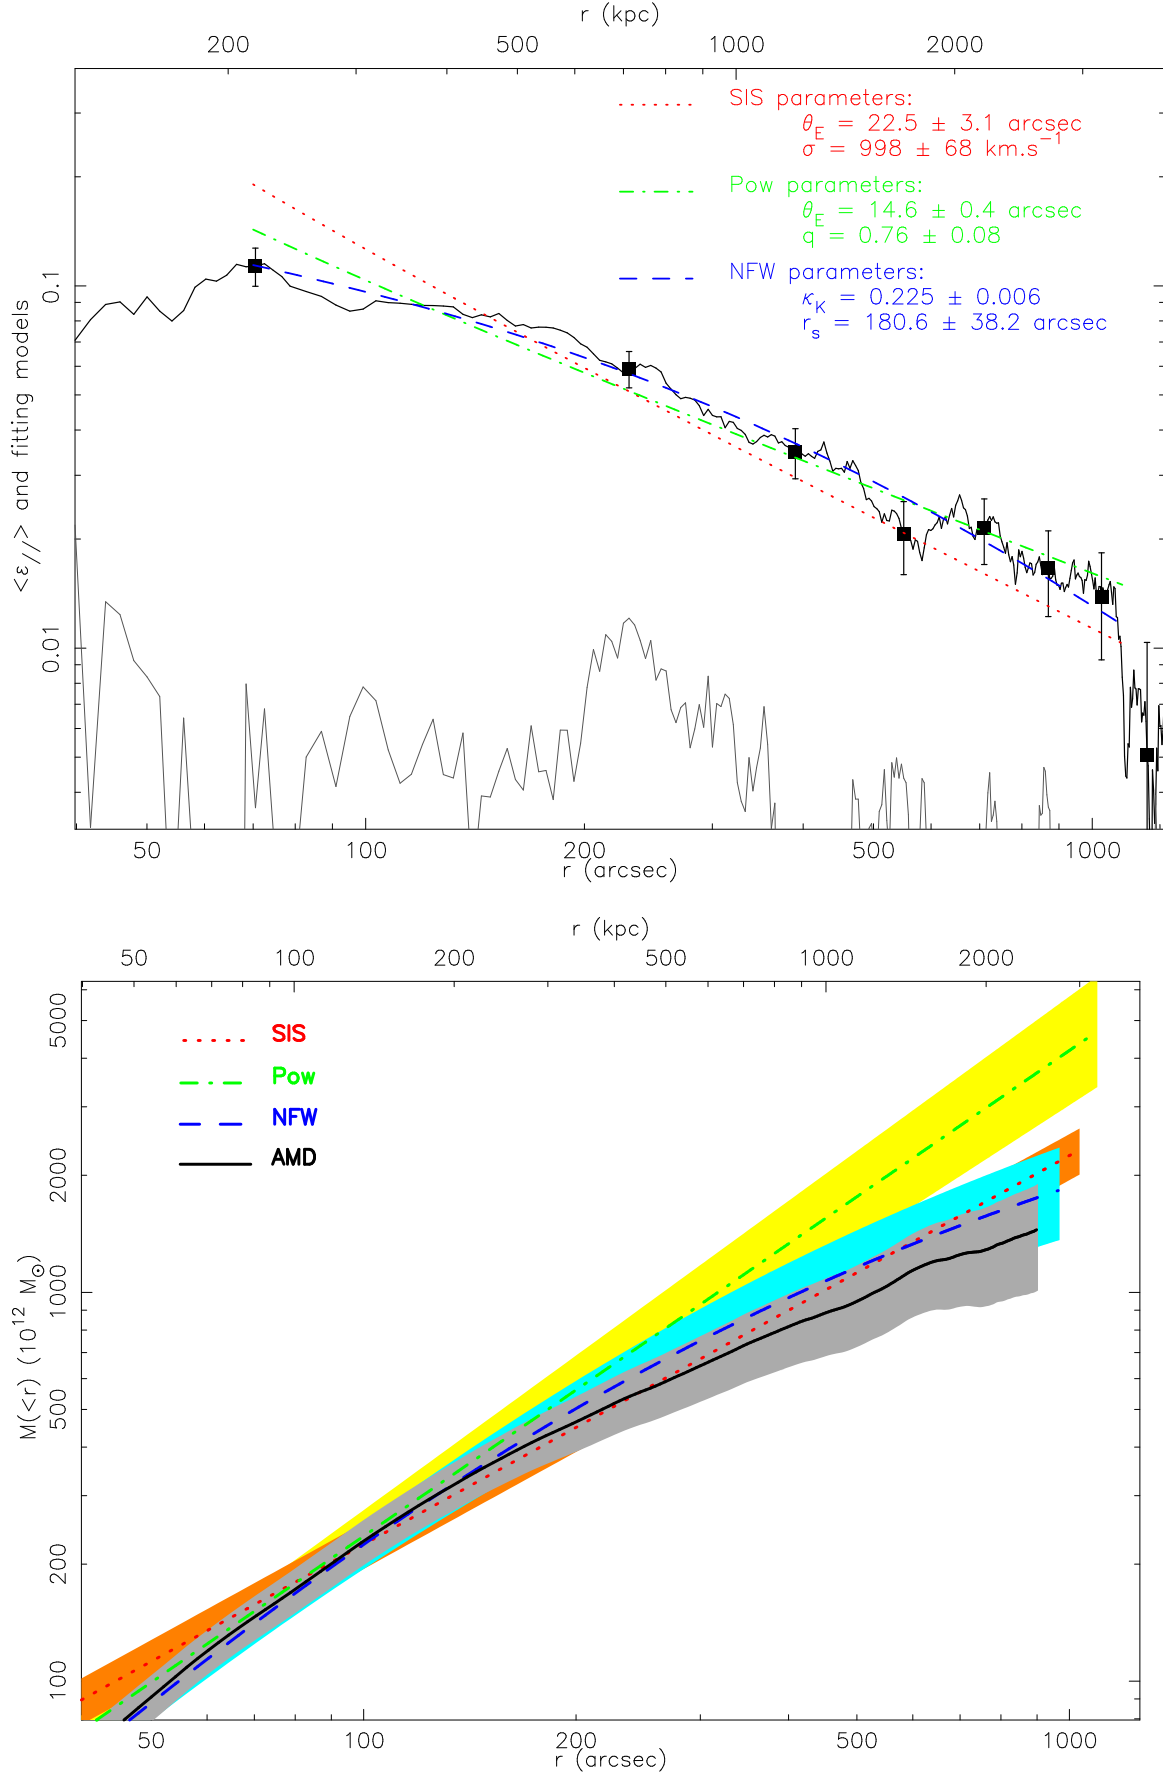 r (kpc)
200 500 1000 2000
SIS parameters:
θE = 22.5 ± 3.1 arcsec
σ = 998 ± 68 km.s⁻¹
Pow parameters:
θE = 14.6 ± 0.4 arcsec
q = 0.76 ± 0.08
NFW parameters:
κK = 0.225 ± 0.006
rs = 180.6 ± 38.2 arcsec
<ε//> and fitting models
0.1
0.01
50 100 200 500 1000
r (arcsec)
r (kpc)
50 100 200 500 1000 2000
SIS
Pow
NFW
AMD
M(<r) (10¹² M⊙)
5000
2000
1000
500
200
100
50 100 200 500 1000
r (arcsec)